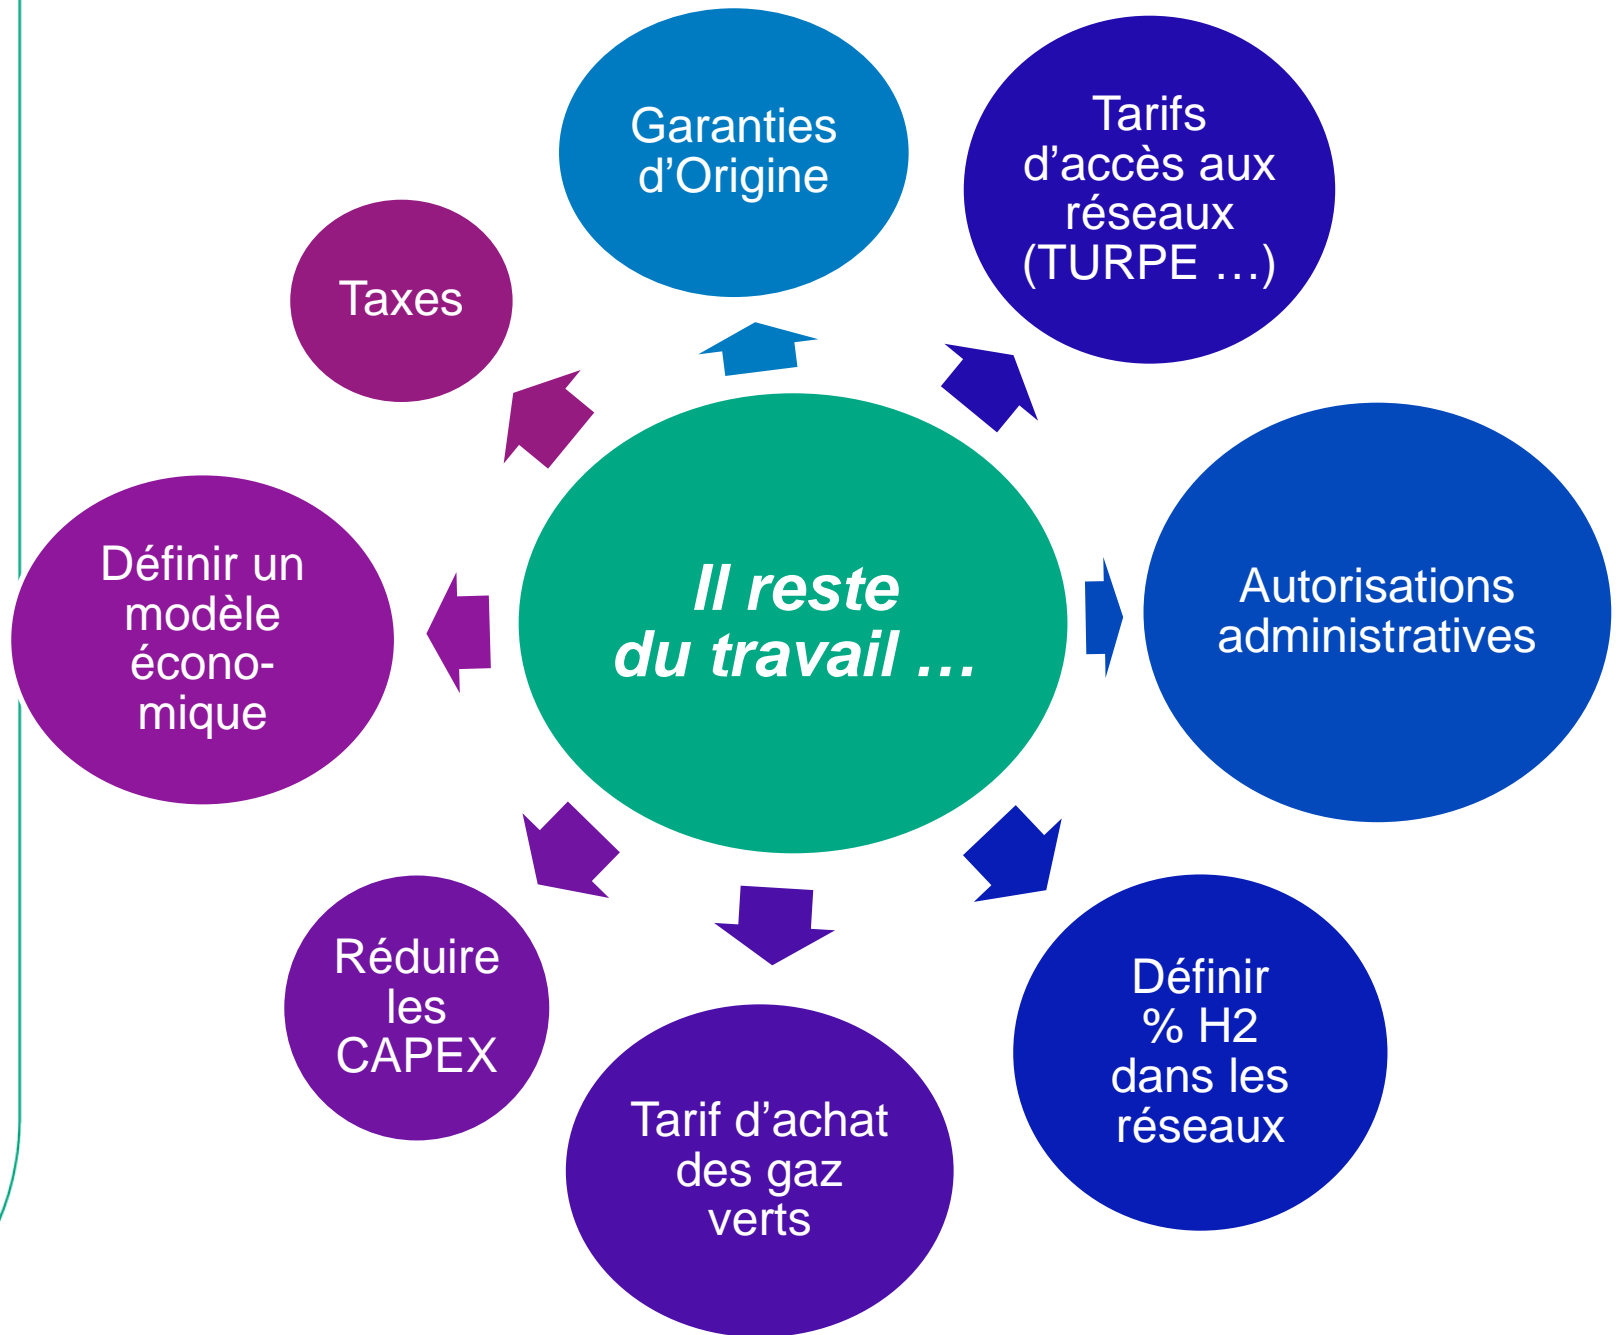 Garanties
d’Origine
Tarifs
d’accès aux
réseaux
(TURPE …)
Taxes
Il reste
du travail …
Autorisations
administratives
Définir un
modèle
écono-
mique
Réduire
les
CAPEX
Définir
% H2
dans les
réseaux
Tarif d’achat
des gaz
verts